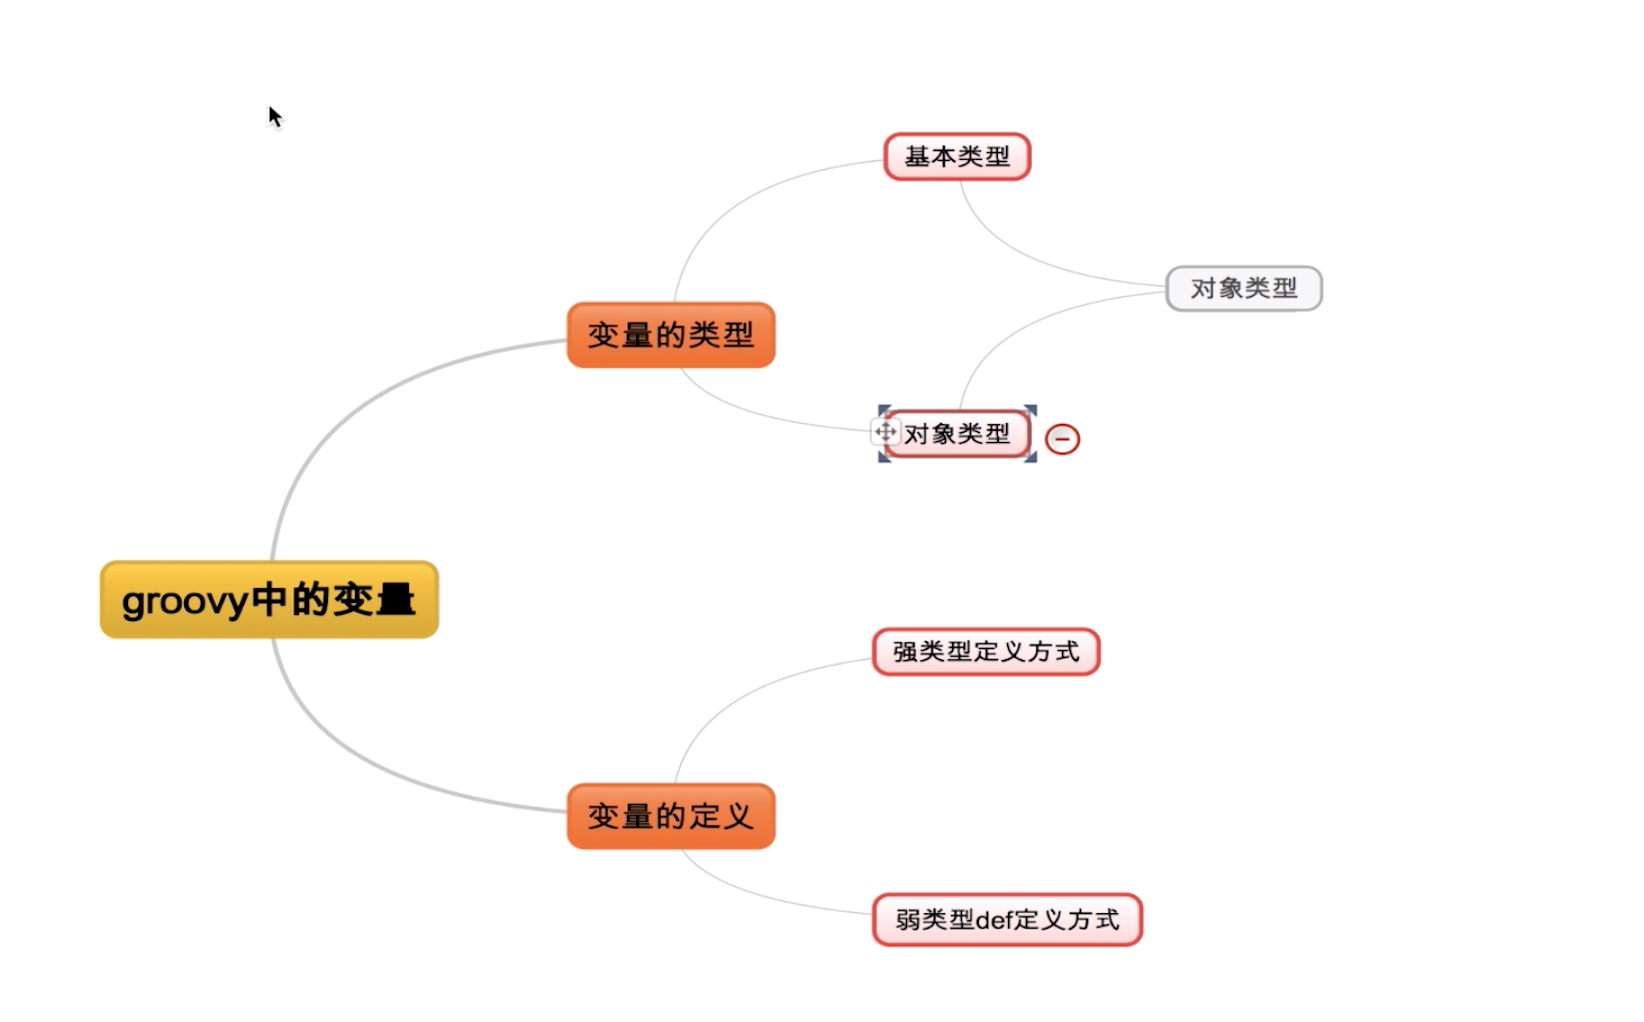 基本类型
对象类型
变量的类型
对象类型
groovy中的变量
强类型定义方式
变量的定义
弱类型def定义方式